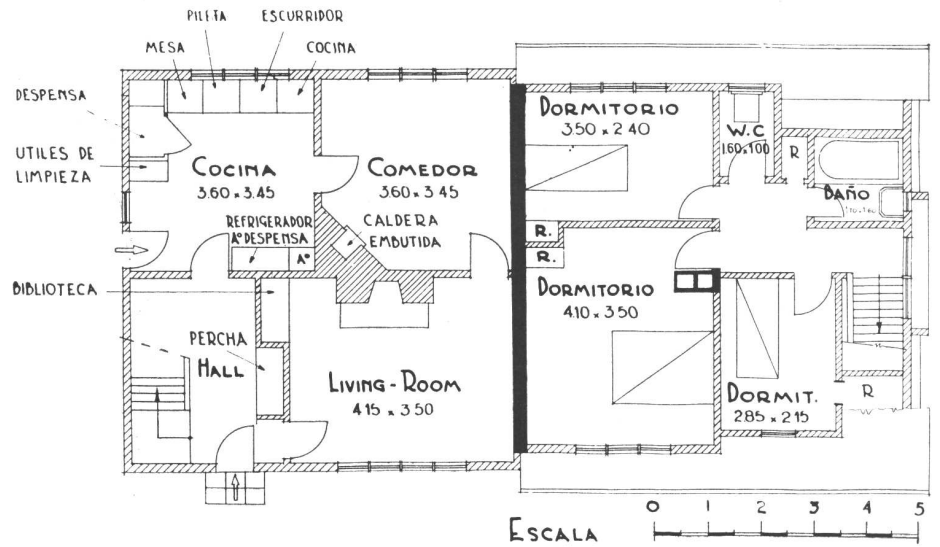 PILETA
ESCURRIDOR
MESA
COCINA
DESPENSA
UTILES DE
LIMPIEZA
COCINA
3.60 x 3.45
COMEDOR
3.60 x 3.45
REFRIGERADOR
Aº DESPENSA
Aº
CALDERA
EMBUTIDA
BIBLIOTECA
PERCHA
HALL
LIVING-ROOM
4.15 x 3.50
DORMITORIO
3.50 x 2.40
W.C
1.60 x 1.00
R
BAÑO
R.
R.
DORMITORIO
4.10 x 3.50
DORMIT.
2.85 x 2.15
R
ESCALA
0 1 2 3 4 5